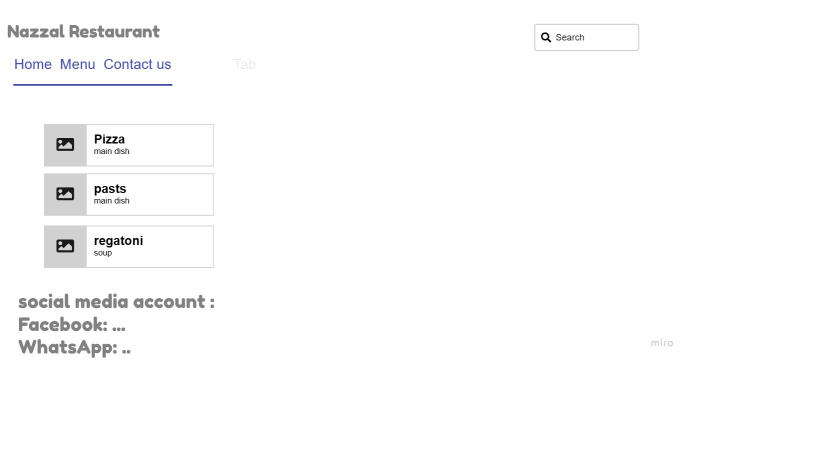 Nazzal Restaurant
Search
Home Menu Contact us Tab
Pizza
main dish
pasts
main dish
regatoni
soup
social media account :
Facebook: ...
WhatsApp: ..
miro